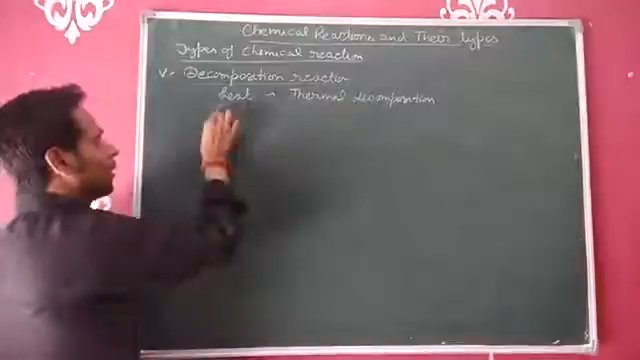 Chemical Reactions and Their types
Types of chemical reaction
V- Decomposition reaction
heat → Thermal decomposition